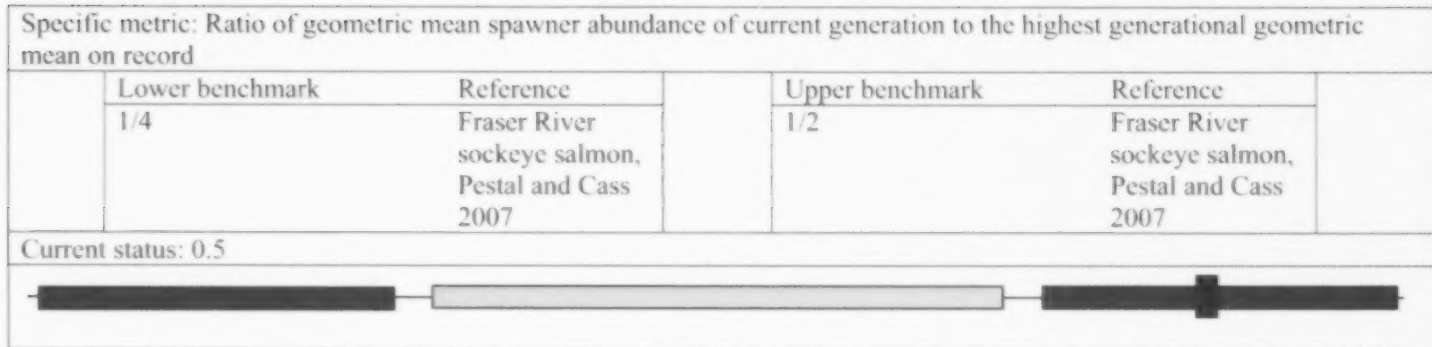 Specific metric: Ratio of geometric mean spawner abundance of current generation to the highest generational geometric
mean on record
Lower benchmark Reference Upper benchmark Reference
1/4 Fraser River 1/2 Fraser River
sockeye salmon, sockeye salmon,
Pestal and Cass Pestal and Cass
2007 2007
Current status: 0.5